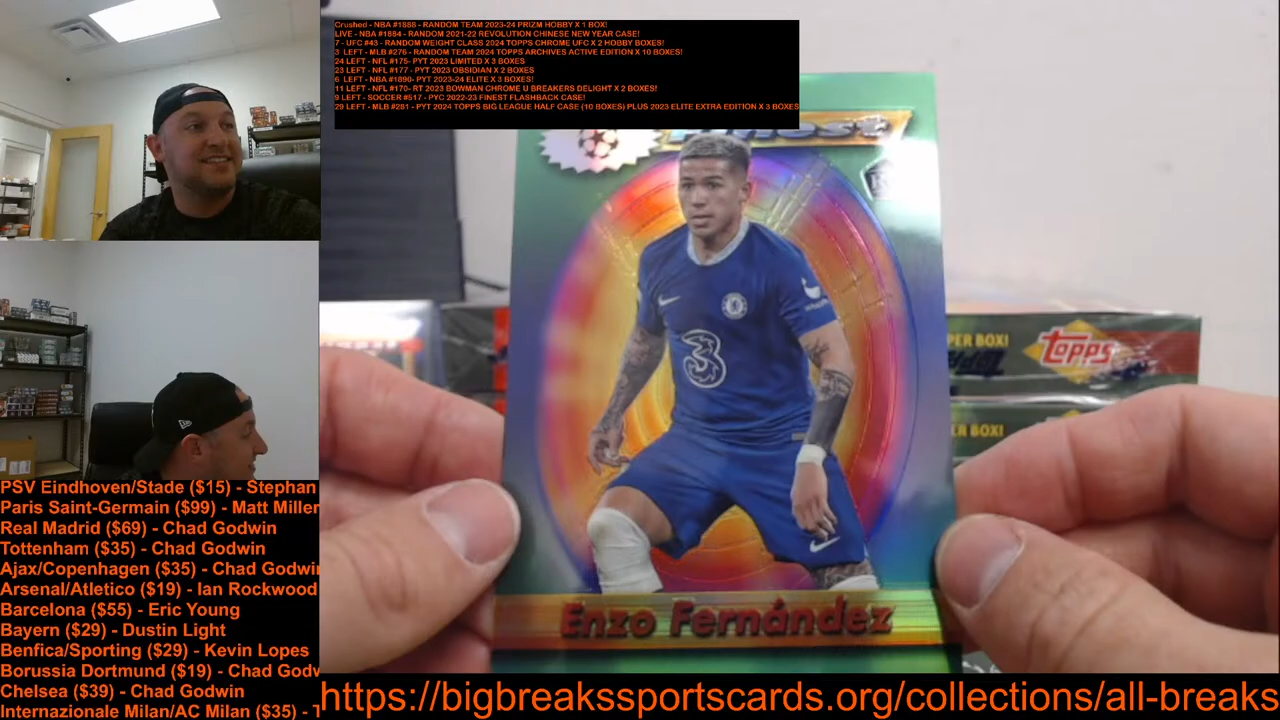 Crushed - NBA #1888 - RANDOM TEAM 2023-24 PRIZM HOBBY X 1 BOX!
LIVE - NBA #1884 - RANDOM 2021-22 REVOLUTION CHINESE NEW YEAR CASE!
7 - UFC #43 - RANDOM WEIGHT CLASS 2024 TOPPS CHROME UFC X 2 HOBBY BOXES!
3 LEFT - MLB #276 - RANDOM TEAM 2024 TOPPS ARCHIVES ACTIVE EDITION X 10 BOXES!
24 LEFT - NFL #175- PYT 2023 LIMITED X 3 BOXES
23 LEFT - NFL #177 - PYT 2023 OBSIDIAN X 2 BOXES
6 LEFT - NBA #1890- PYT 2023-24 ELITE X 3 BOXES!
11 LEFT - NFL #170- RT 2023 BOWMAN CHROME U BREAKERS DELIGHT X 2 BOXES!
9 LEFT - SOCCER #517 - PYC 2022-23 FINEST FLASHBACK CASE!
29 LEFT - MLB #281 - PYT 2024 TOPPS BIG LEAGUE HALF CASE (10 BOXES) PLUS 2023 ELITE EXTRA EDITION X 3 BOXES
Finest
3
PER BOX!
TOPPS
TOPPS
ER BOX!
Enzo Fernández
PSV Eindhoven/Stade ($15) - Stephan
Paris Saint-Germain ($99) - Matt Miller
Real Madrid ($69) - Chad Godwin
Tottenham ($35) - Chad Godwin
Ajax/Copenhagen ($35) - Chad Godwi
Arsenal/Atletico ($19) - Ian Rockwood
Barcelona ($55) - Eric Young
Bayern ($29) - Dustin Light
Benfica/Sporting ($29) - Kevin Lopes
Borussia Dortmund ($19) - Chad Godw
Chelsea ($39) - Chad Godwin
Internazionale Milan/AC Milan ($35) - T
https://bigbreakssportscards.org/collections/all-breaks